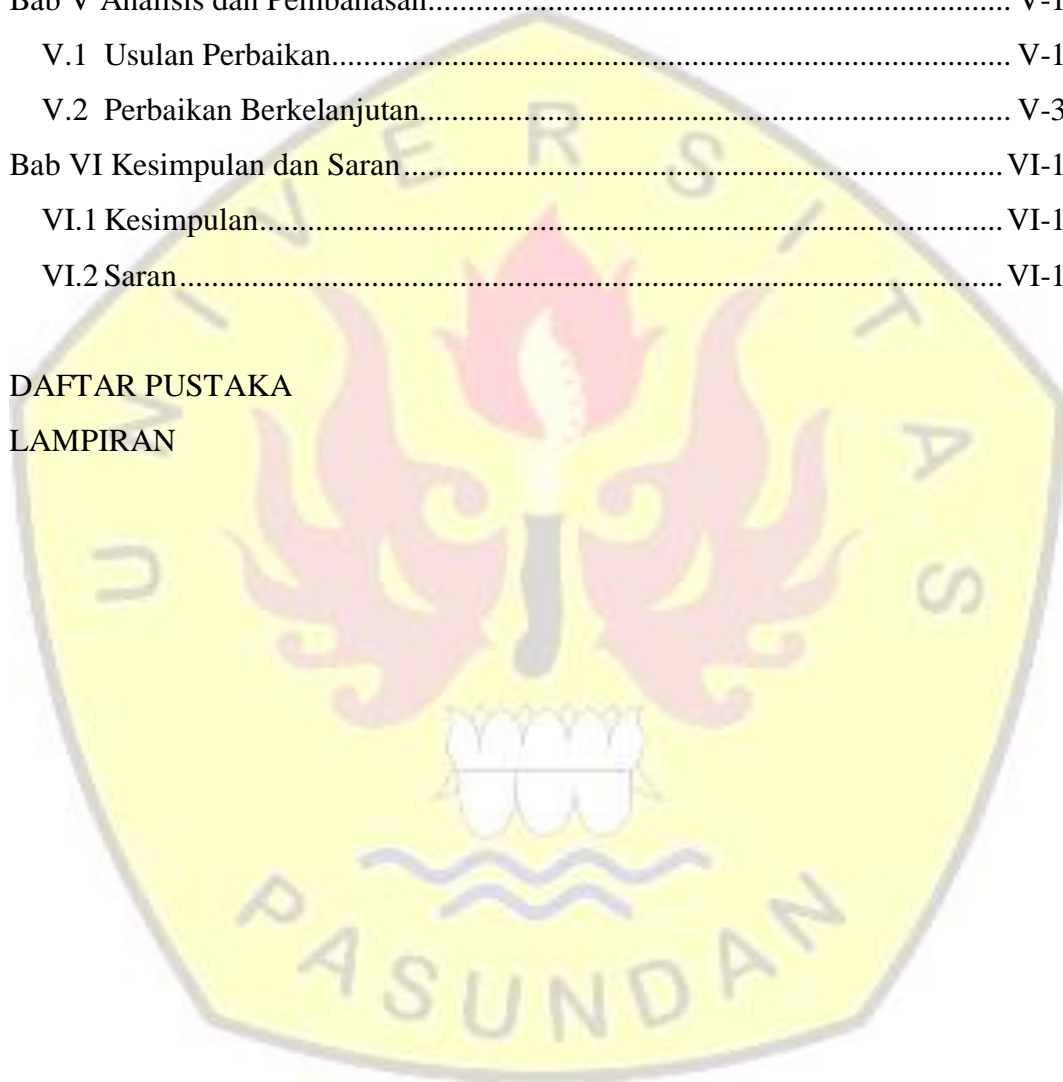 Bab V Analisis dan Pembahasan.......................................................................... V-1
V.1 Usulan Perbaikan...................................................................................... V-1
V.2 Perbaikan Berkelanjutan........................................................................... V-3
Bab VI Kesimpulan dan Saran........................................................................... VI-1
VI.1 Kesimpulan............................................................................................. VI-1
VI.2 Saran....................................................................................................... VI-1
DAFTAR PUSTAKA
LAMPIRAN
UNIVERSITAS
PASUNDAN